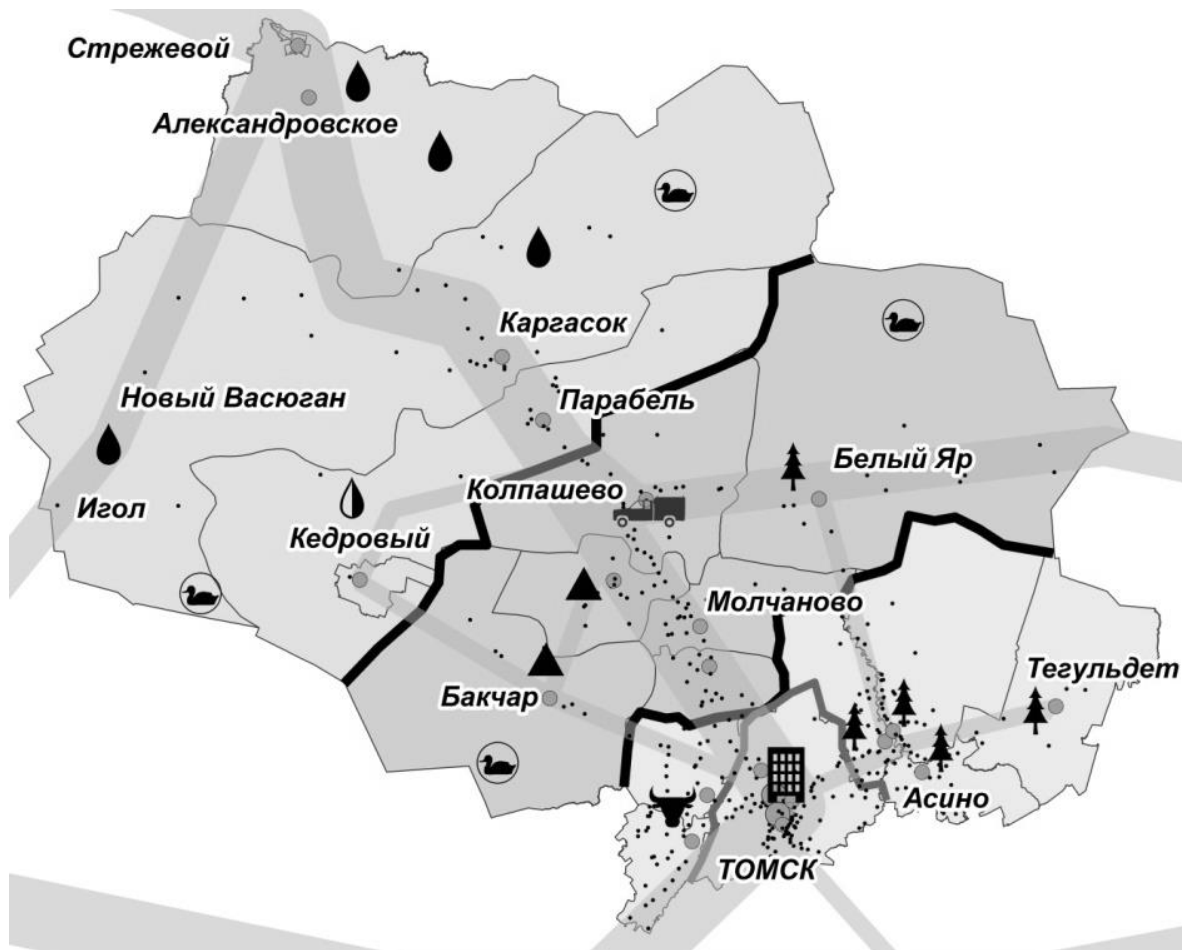 Стрежевой
Александровское
Каргасок
Новый Васюган
Парабель
Белый Яр
Колпашево
Игол
Кедровый
Молчаново
Тегульдет
Бакчар
Асино
ТОМСК